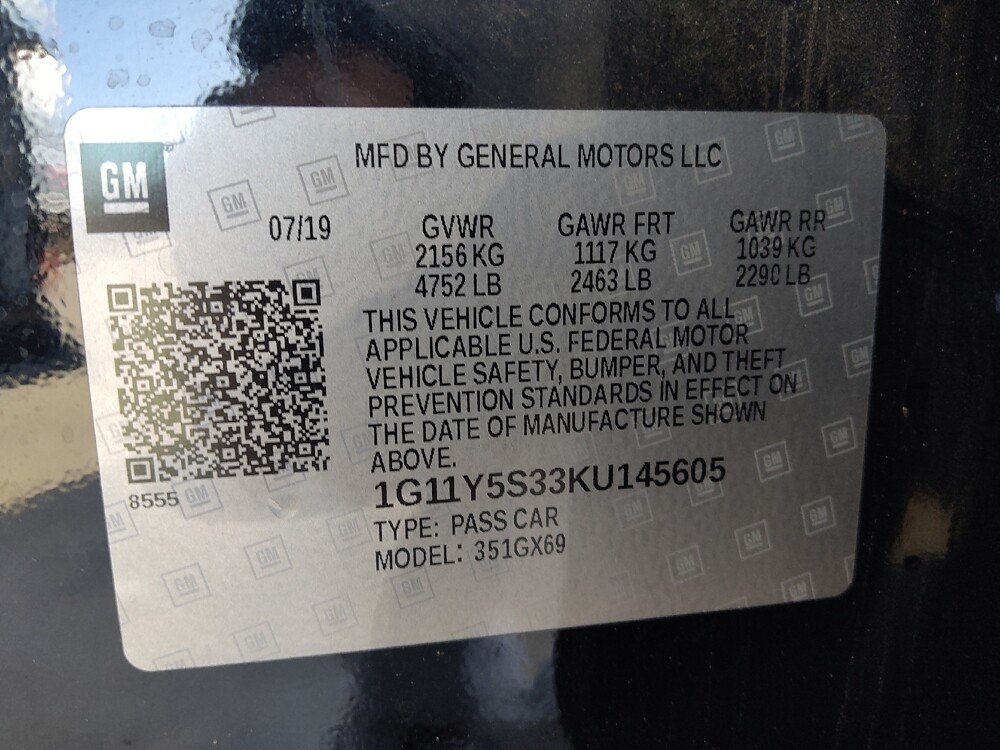 GM
MFD BY GENERAL MOTORS LLC
07/19 GVWR GAWR FRT GAWR RR
2156 KG 1117 KG 1039 KG
4752 LB 2463 LB 2290 LB
THIS VEHICLE CONFORMS TO ALL
APPLICABLE U.S. FEDERAL MOTOR
VEHICLE SAFETY, BUMPER, AND THEFT
PREVENTION STANDARDS IN EFFECT ON
THE DATE OF MANUFACTURE SHOWN
ABOVE.
8555
1G11Y5S33KU145605
TYPE: PASS CAR
MODEL: 351GX69